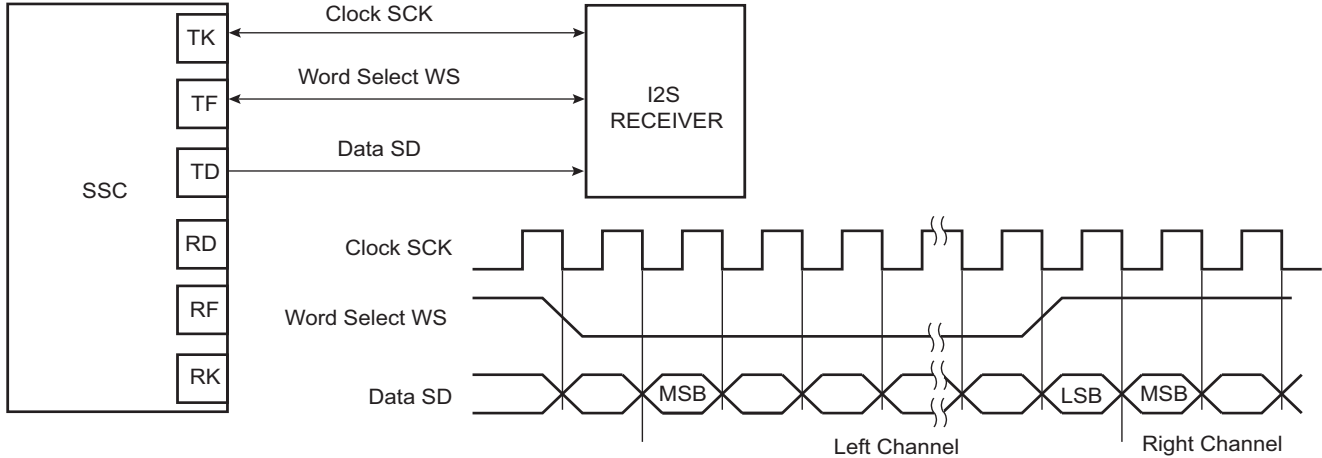 Clock SCK
TK
Word Select WS
TF
I2S
RECEIVER
Data SD
TD
SSC
RD
Clock SCK
RF
Word Select WS
RK
Data SD
MSB
LSB
MSB
Left Channel
Right Channel